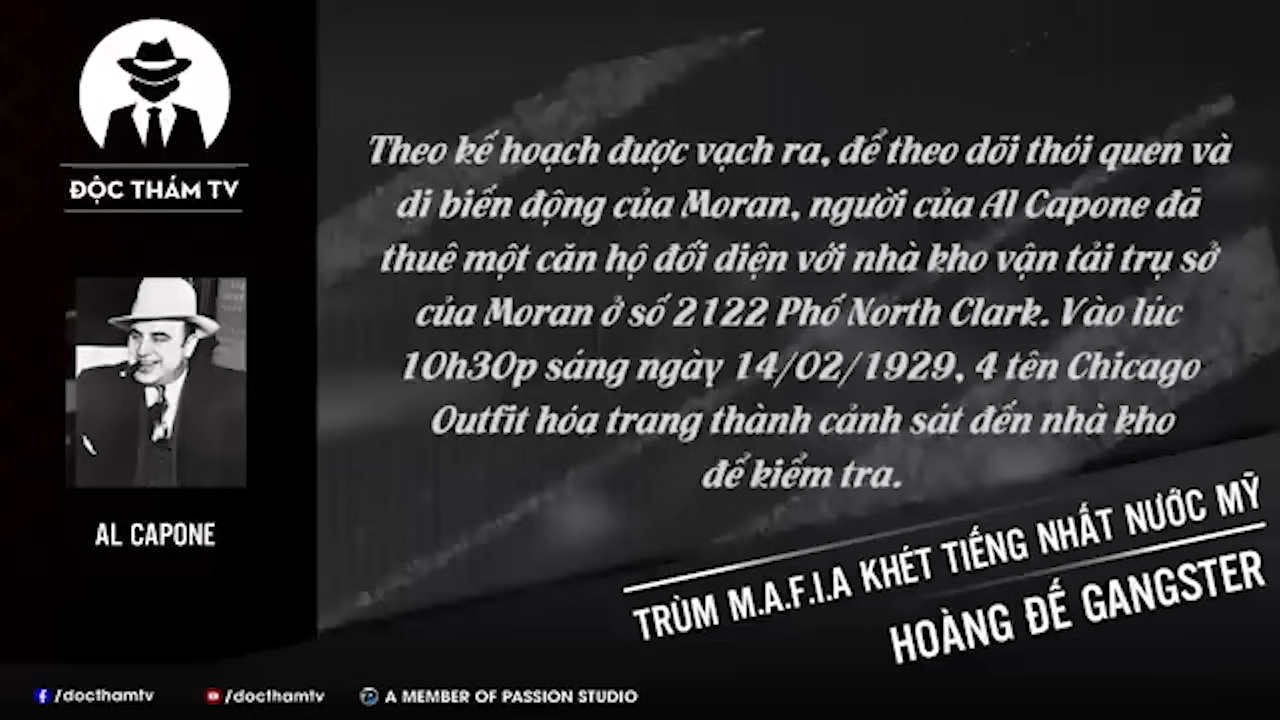 ĐỘC THÁM TV
AL CAPONE
Theo kế hoạch được vạch ra, để theo dõi thói quen và
di biến động của Moran, người của Al Capone đã
thuê một căn hộ đối diện với nhà kho vận tải trụ sở
của Moran ở số 2122 Phố North Clark. Vào lúc
10h30p sáng ngày 14/02/1929, 4 tên Chicago
Outfit hóa trang thành cảnh sát đến nhà kho
để kiểm tra.
TRÙM M.A.F.I.A KHÉT TIẾNG NHẤT NƯỚC MỸ
HOÀNG ĐẾ GANGSTER
/docthamtv
/docthamtv
A MEMBER OF PASSION STUDIO